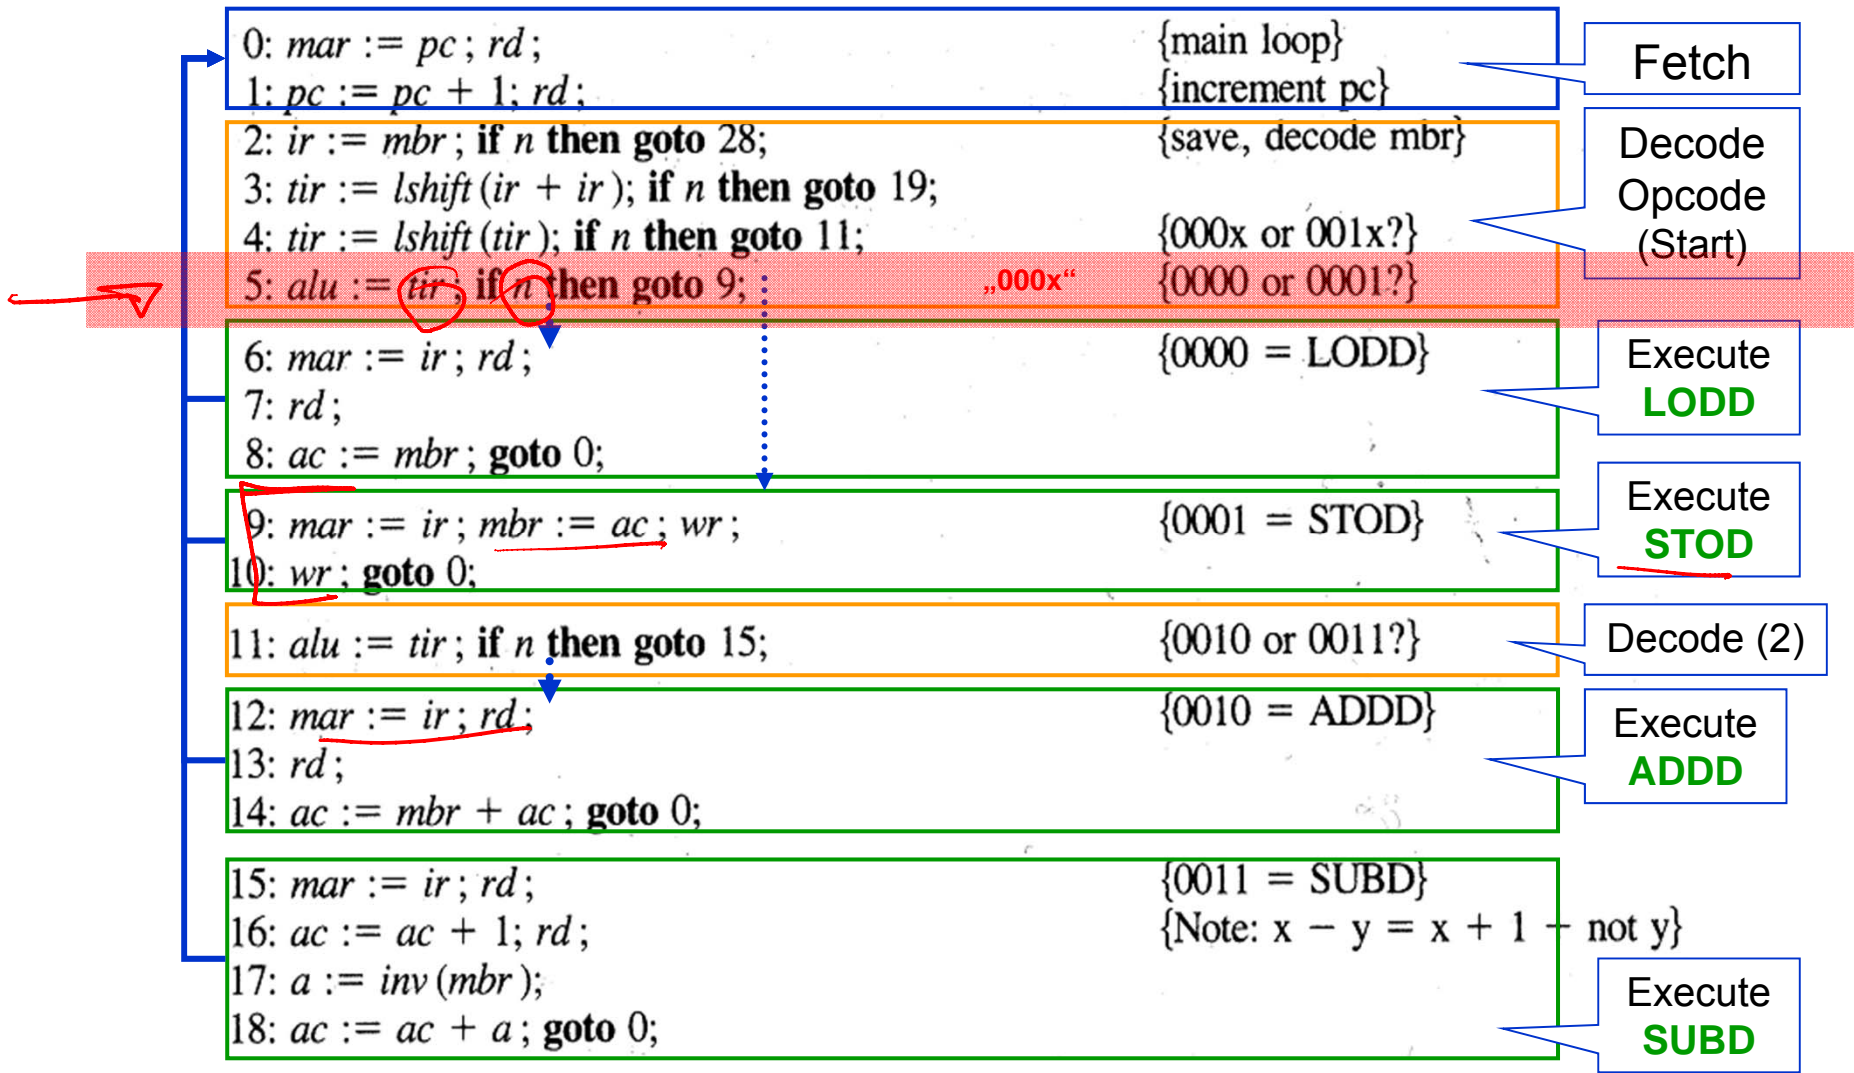 0: mar := pc; rd; {main loop}
1: pc := pc + 1; rd; {increment pc}
Fetch
2: ir := mbr; if n then goto 28; {save, decode mbr}
3: tir := lshift(ir + ir); if n then goto 19;
4: tir := lshift(tir); if n then goto 11; {000x or 001x?}
5: alu := tir; if n then goto 9; „000x“ {0000 or 0001?}
Decode
Opcode
(Start)
6: mar := ir; rd; {0000 = LODD}
7: rd;
8: ac := mbr; goto 0;
Execute
LODD
9: mar := ir; mbr := ac; wr; {0001 = STOD}
10: wr; goto 0;
Execute
STOD
11: alu := tir; if n then goto 15; {0010 or 0011?}
Decode (2)
12: mar := ir; rd; {0010 = ADDD}
13: rd;
14: ac := mbr + ac; goto 0;
Execute
ADDD
15: mar := ir; rd; {0011 = SUBD}
16: ac := ac + 1; rd; {Note: x − y = x + 1 + not y}
17: a := inv(mbr);
18: ac := ac + a; goto 0;
Execute
SUBD